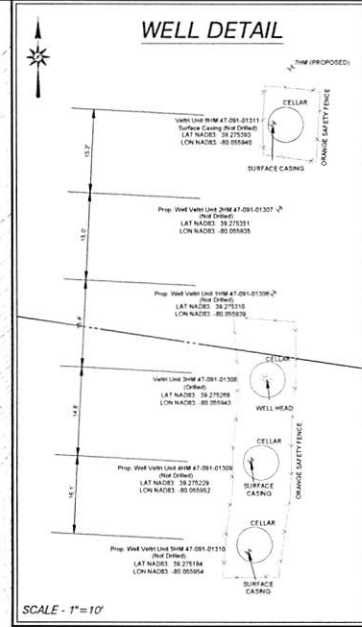 WELL DETAIL
7HM (PROPOSED)
CELLAR
Veltri Unit 6HM 47-091-01311
Surface Casing (Not Drilled)
LAT NAD83: 39.275393
LON NAD83: -80.055940
ORANGE SAFETY FENCE
SURFACE CASING
Prop. Well Veltri Unit 2HM 47-091-01307
(Not Drilled)
LAT NAD83: 39.275351
LON NAD83: -80.055935
15.0'
Prop. Well Veltri Unit 1HM 47-091-01306
(Not Drilled)
LAT NAD83: 39.275310
LON NAD83: -80.055939
CELLAR
Veltri Unit 3HM 47-091-01308
(Drilled)
LAT NAD83: 39.275268
LON NAD83: -80.055943
WELL HEAD
ORANGE SAFETY FENCE
CELLAR
Prop. Well Veltri Unit 4HM 47-091-01309
(Not Drilled)
LAT NAD83: 39.275229
LON NAD83: -80.055952
SURFACE
CASING
CELLAR
Prop. Well Veltri Unit 5HM 47-091-01310
(Not Drilled)
LAT NAD83: 39.275184
LON NAD83: -80.055954
SURFACE
CASING
SCALE - 1"=10'